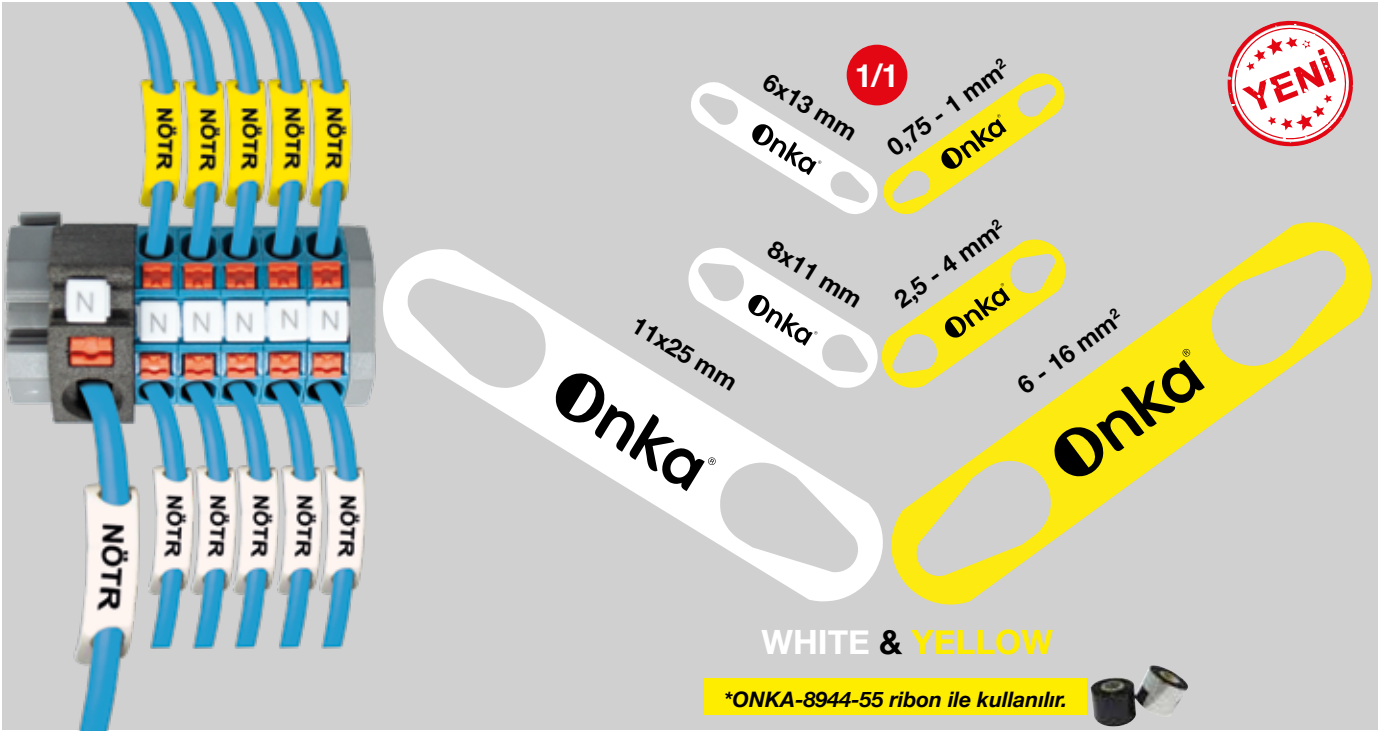 NÖTR
NÖTR
NÖTR
NÖTR
NÖTR
N
N
N
N
N
N
NÖTR
NÖTR
NÖTR
NÖTR
NÖTR
NÖTR
1/1
6x13 mm
0,75 - 1 mm²
Onka®
Onka®
8x11 mm
2,5 - 4 mm²
Onka®
Onka®
11x25 mm
6 - 16 mm²
Onka®
Onka®
YENİ
WHITE & YELLOW
*ONKA-8944-55 ribon ile kullanılır.